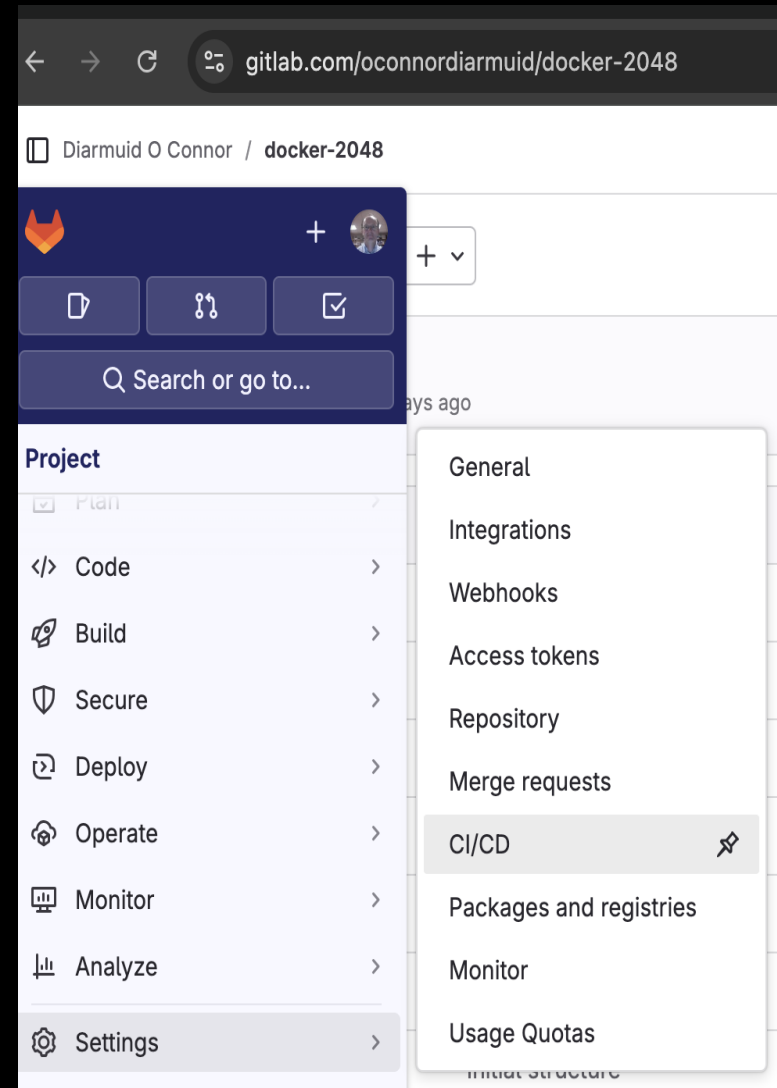 gitlab.com/oconnordiarmuid/docker-2048
Diarmuid O Connor / docker-2048
Search or go to...
ays ago
Project
Plan
Code
Build
Secure
Deploy
Operate
Monitor
Analyze
Settings
General
Integrations
Webhooks
Access tokens
Repository
Merge requests
CI/CD
Packages and registries
Monitor
Usage Quotas
Initial structure